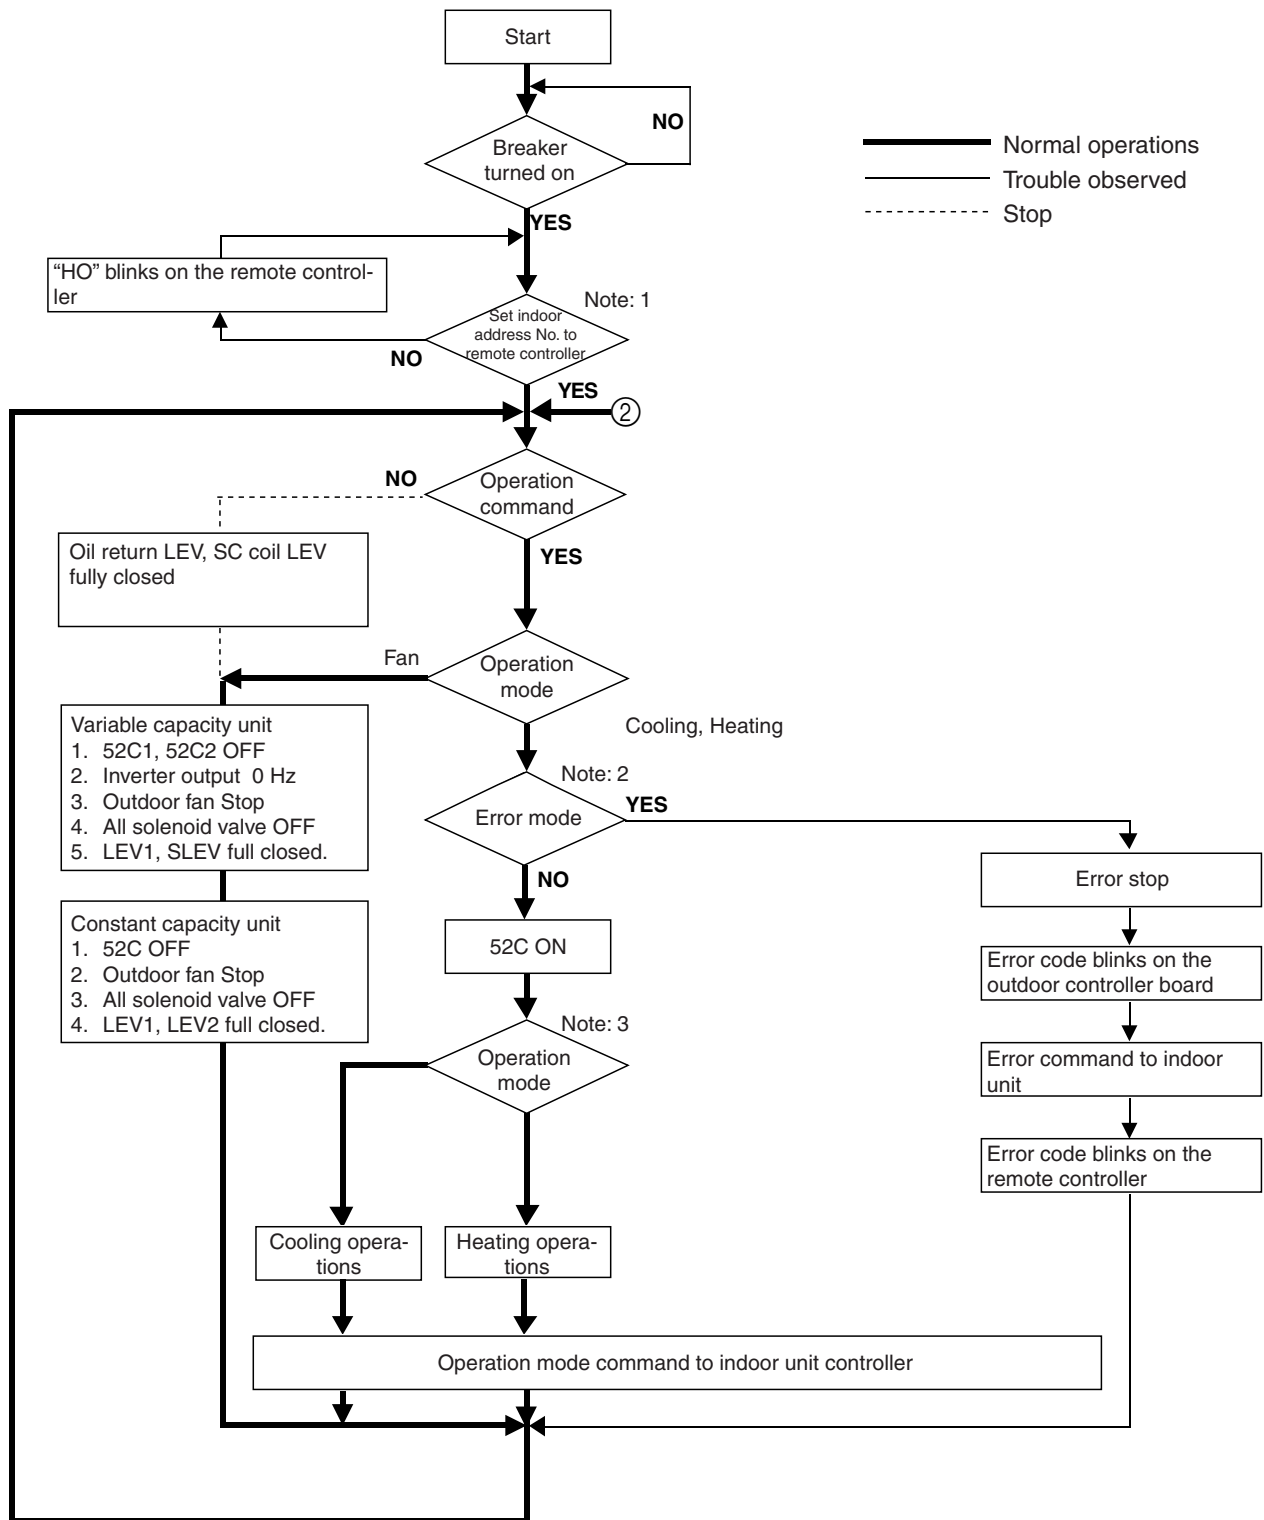 Start
NO
Breaker
turned on
Normal operations
Trouble observed
Stop
YES
“HO” blinks on the remote control-
ler
Note: 1
Set indoor
address No. to
remote controller
NO
YES
2
NO
Operation
command
Oil return LEV, SC coil LEV
fully closed
YES
Fan
Operation
mode
Variable capacity unit
1. 52C1, 52C2 OFF
2. Inverter output 0 Hz
3. Outdoor fan Stop
4. All solenoid valve OFF
5. LEV1, SLEV full closed.
Cooling, Heating
Note: 2
YES
Error mode
Error stop
NO
Constant capacity unit
1. 52C OFF
2. Outdoor fan Stop
3. All solenoid valve OFF
4. LEV1, LEV2 full closed.
52C ON
Error code blinks on the
outdoor controller board
Note: 3
Operation
mode
Error command to indoor
unit
Error code blinks on the
remote controller
Cooling opera-
tions
Heating opera-
tions
Operation mode command to indoor unit controller